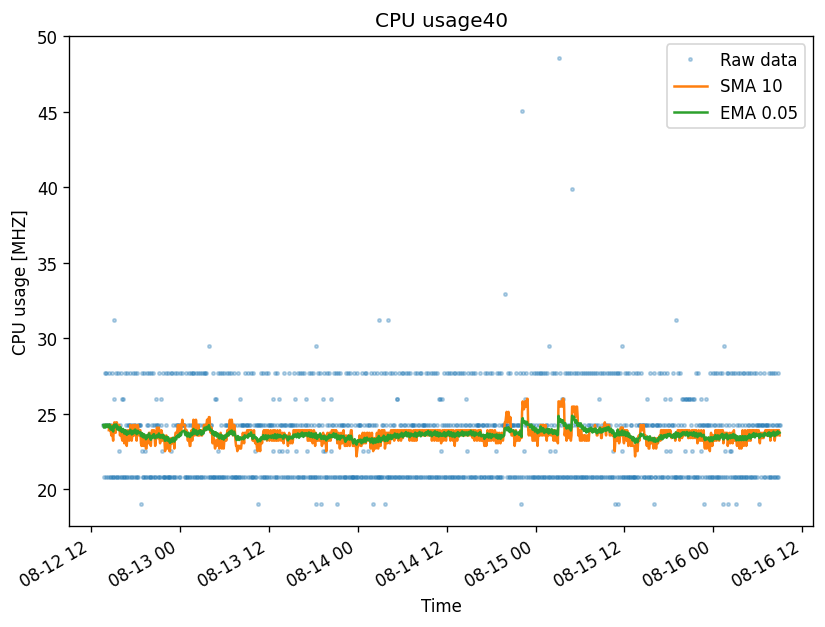 CPU usage40
CPU usage [MHZ]
50
45
40
35
30
25
20
Raw data
SMA 10
EMA 0.05
08-12 12
08-13 00
08-13 12
08-14 00
08-14 12
08-15 00
08-15 12
08-16 00
08-16 12
Time